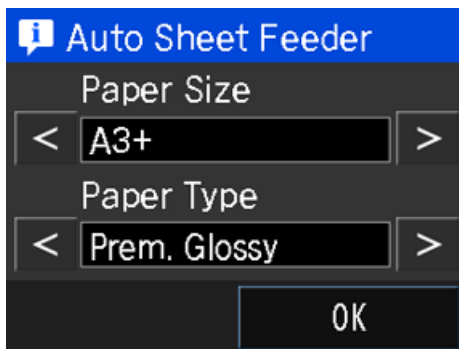 Auto Sheet Feeder
Paper Size
< A3+ >
Paper Type
< Prem. Glossy >
OK